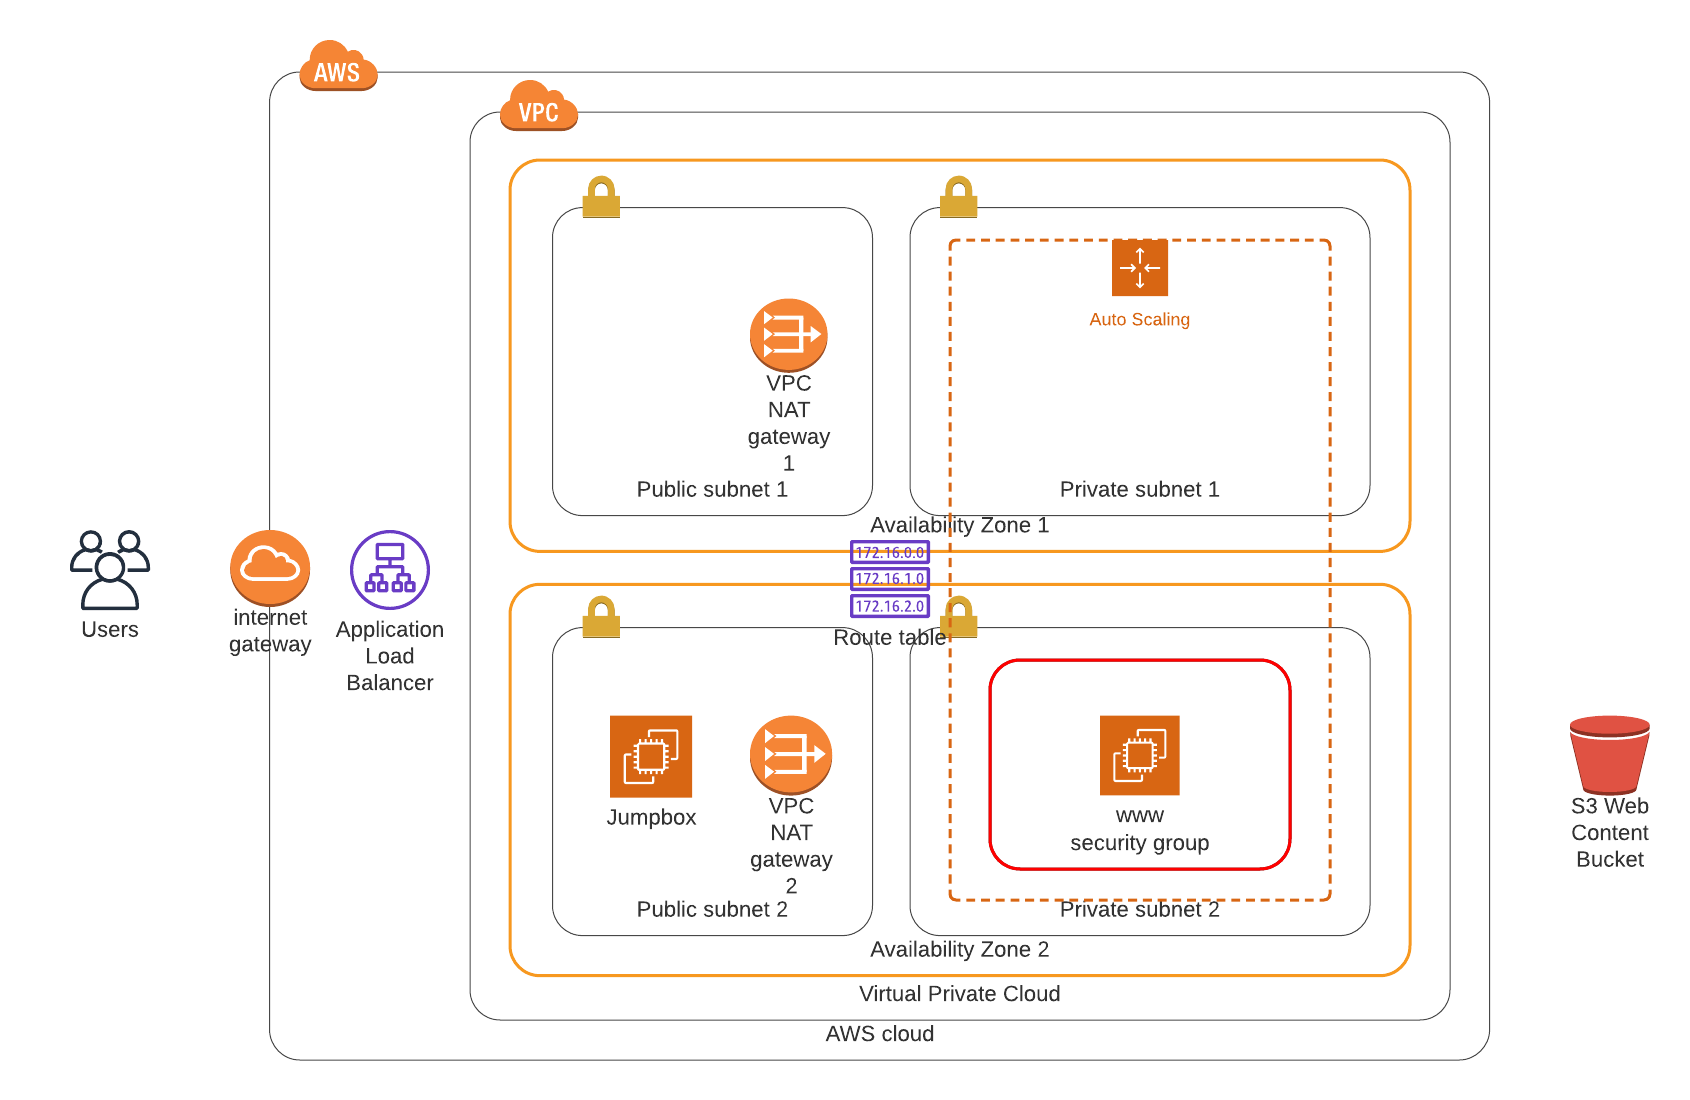 AWS
VPC
Auto Scaling
VPC
NAT
gateway
1
Public subnet 1
Private subnet 1
Availability Zone 1
172.16.0.0
172.16.1.0
172.16.2.0
Route table
Users
internet
gateway
Application
Load
Balancer
Jumpbox
VPC
NAT
gateway
2
Public subnet 2
www
security group
Private subnet 2
Availability Zone 2
Virtual Private Cloud
AWS cloud
S3 Web
Content
Bucket